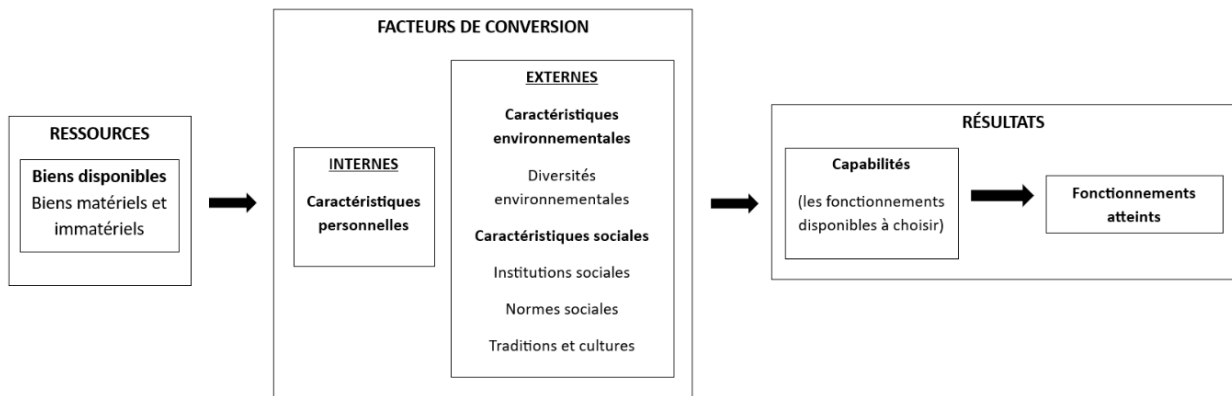 RESSOURCES
Biens disponibles
Biens matériels et
immatériels
FACTEURS DE CONVERSION
INTERNES
Caractéristiques
personnelles
EXTERNES
Caractéristiques
environnementales
Diversités
environnementales
Caractéristiques sociales
Institutions sociales
Normes sociales
Traditions et cultures
RÉSULTATS
Capabilités
(les fonctionnements
disponibles à choisir)
Fonctionnements
atteints